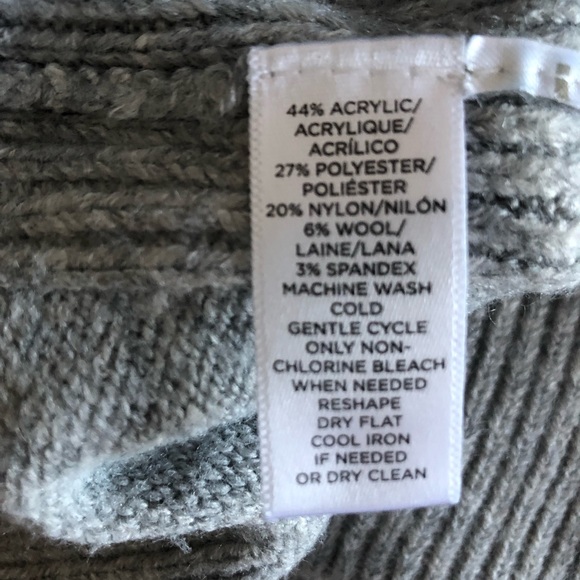 44% ACRYLIC/
ACRYLIQUE/
ACRÍLICO
27% POLYESTER/
POLIÉSTER
20% NYLON/NILÓN
6% WOOL/
LAINE/LANA
3% SPANDEX
MACHINE WASH
COLD
GENTLE CYCLE
ONLY NON-
CHLORINE BLEACH
WHEN NEEDED
RESHAPE
DRY FLAT
COOL IRON
IF NEEDED
OR DRY CLEAN